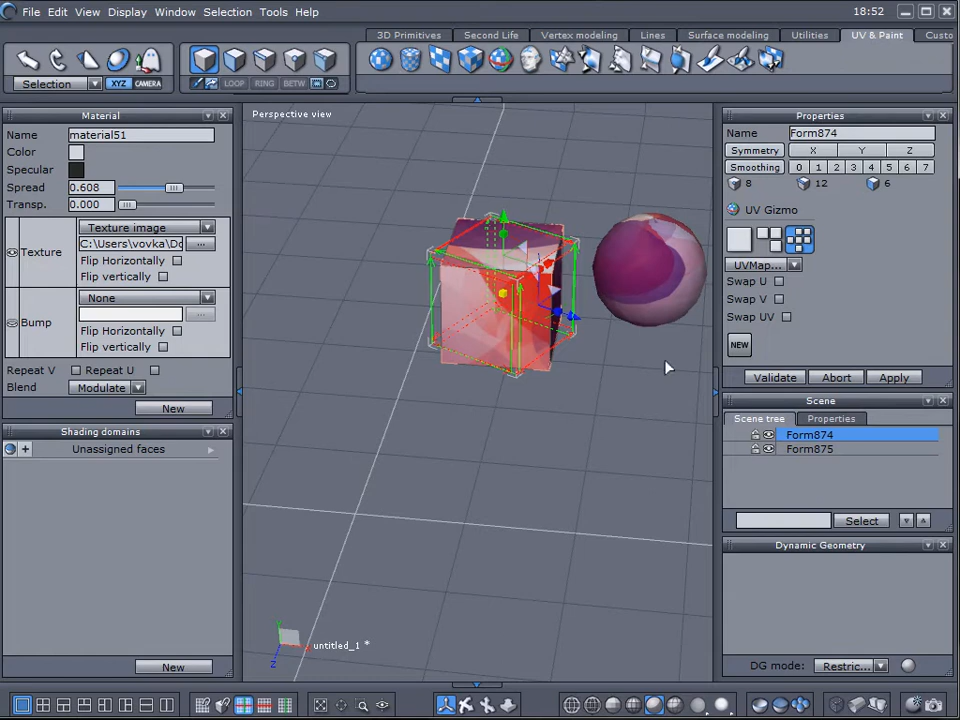 File Edit View Display Window Selection Tools Help 18:52
3D Primitives Second Life Vertex modeling Lines Surface modeling Utilities UV & Paint Custo
Selection XYZ CAMERA LOOP RING BETW
Material
Name material51
Color
Specular
Spread 0.608
Transp. 0.000
Texture image
Texture C:\Users\vovka\Do ...
Flip Horizontally
Flip vertically
None
Bump
Flip Horizontally
Flip vertically
Repeat V Repeat U
Blend Modulate
New
Shading domains
Unassigned faces
New
Perspective view
Y
X
Z
untitled_1 *
Properties
Name Form874
Symmetry X Y Z
Smoothing 0 1 2 3 4 5 6 7
8 12 6
UV Gizmo
UVMap...
Swap U
Swap V
Swap UV
NEW
Validate Abort Apply
Scene
Scene tree Properties
Form874
Form875
Select
Dynamic Geometry
DG mode: Restric...